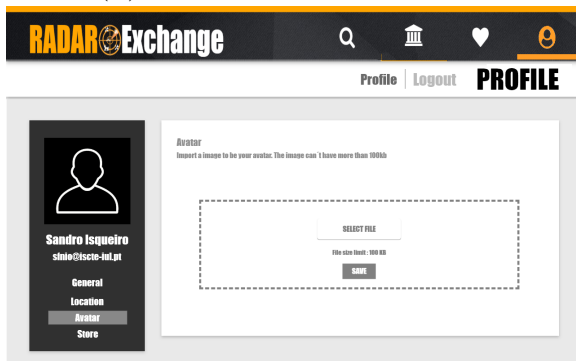 RADAR Exchange
Profile | Logout PROFILE
Sandro Isqueiro
slnio@iscte-iul.pt
General
Location
Avatar
Store
Avatar
Import a image to be your avatar. The image can`t have more than 100kb
SELECT FILE
File size limit : 100 KB
SAVE